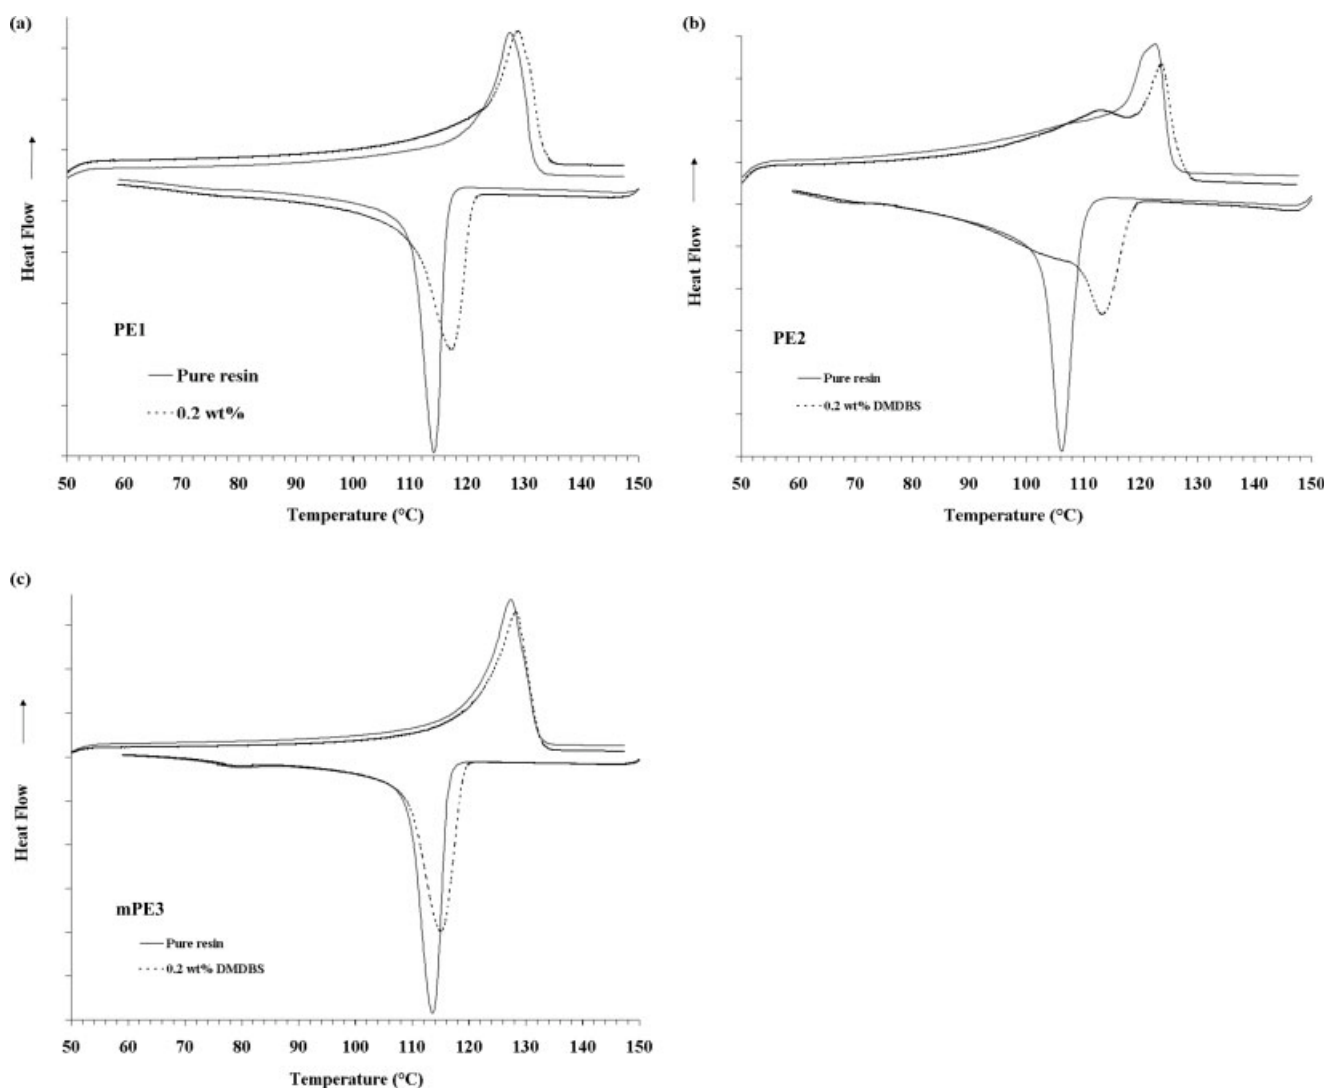 (a)
Heat Flow
PE1
Pure resin
0.2 wt%
50 60 70 80 90 100 110 120 130 140 150
Temperature (°C)
(b)
Heat Flow
PE2
Pure resin
0.2 wt% DMDBS
50 60 70 80 90 100 110 120 130 140 150
Temperature (°C)
(c)
Heat Flow
mPE3
Pure resin
0.2 wt% DMDBS
50 60 70 80 90 100 110 120 130 140 150
Temperature (°C)